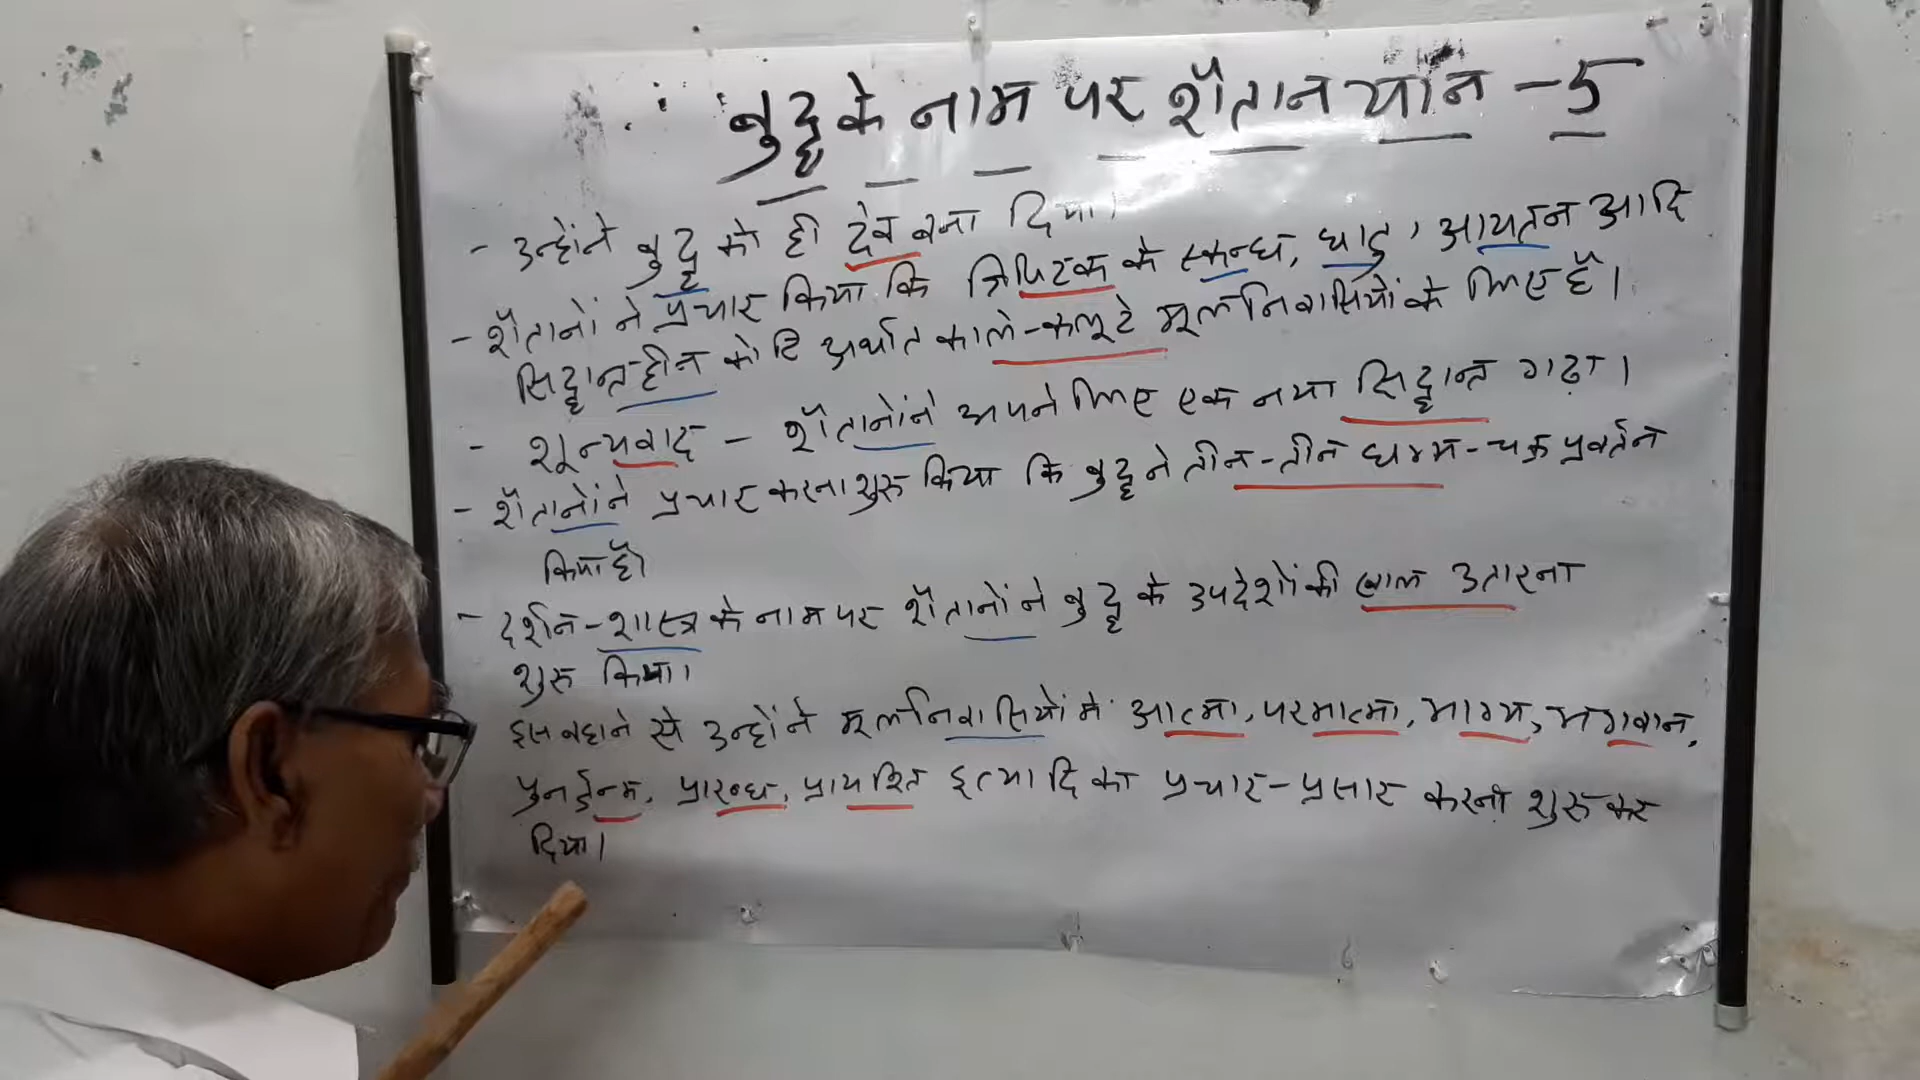 बुद्ध के नाम पर शैतान यान - 5
- उन्होंने बुद्ध को ही देव बना दिया।
- शैतानों ने प्रचार किया कि त्रिपिटक के स्कन्ध, धातु, आयतन आदि
सिद्धान्त-हीन कोटि अर्थात काले-कलूटे मूलनिवासियों के लिए हैं।
- शून्यवाद - शैतानोंने अपने लिए एक नया सिद्धान्त गढ़ा।
- शैतानोंने प्रचार करना शुरू किया कि बुद्ध ने तीन-तीन धम्म-चक्र प्रवर्तन
किया है।
- दर्शन-शास्त्र के नाम पर शैतानों ने बुद्ध के उपदेशों की खाल उतारना
शुरू किया।
इस बहाने से उन्होंने मूलनिवासियों में आत्मा, परमात्मा, भाग्य, भगवान,
पुनर्जन्म, प्रारब्ध, प्रायश्चित इत्यादि का प्रचार-प्रसार करना शुरू कर
दिया।